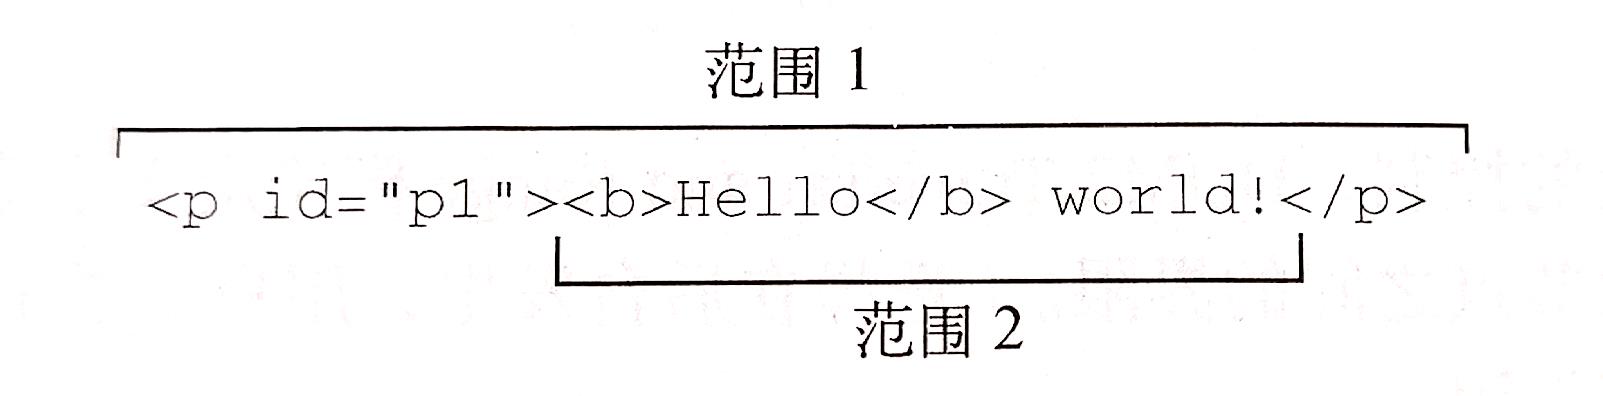 范围 1
<p id="p1"><b>Hello</b> world!</p>
范围 2